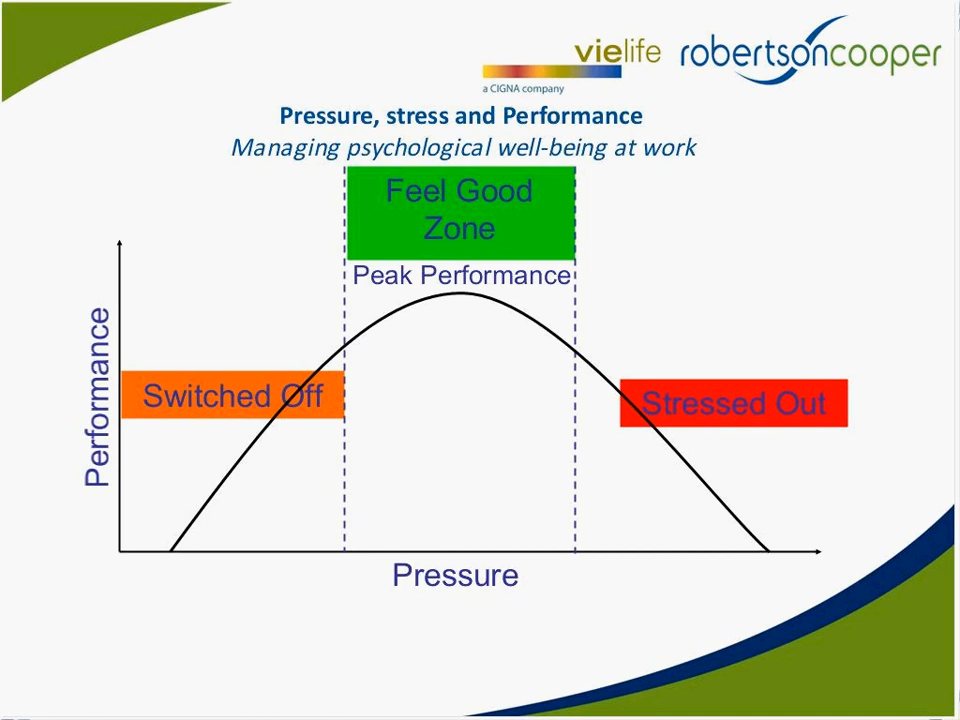 vielife
robertsoncooper
a CIGNA company
Pressure, stress and Performance
Managing psychological well-being at work
Feel Good
Zone
Peak Performance
Performance
Switched Off
Stressed Out
Pressure